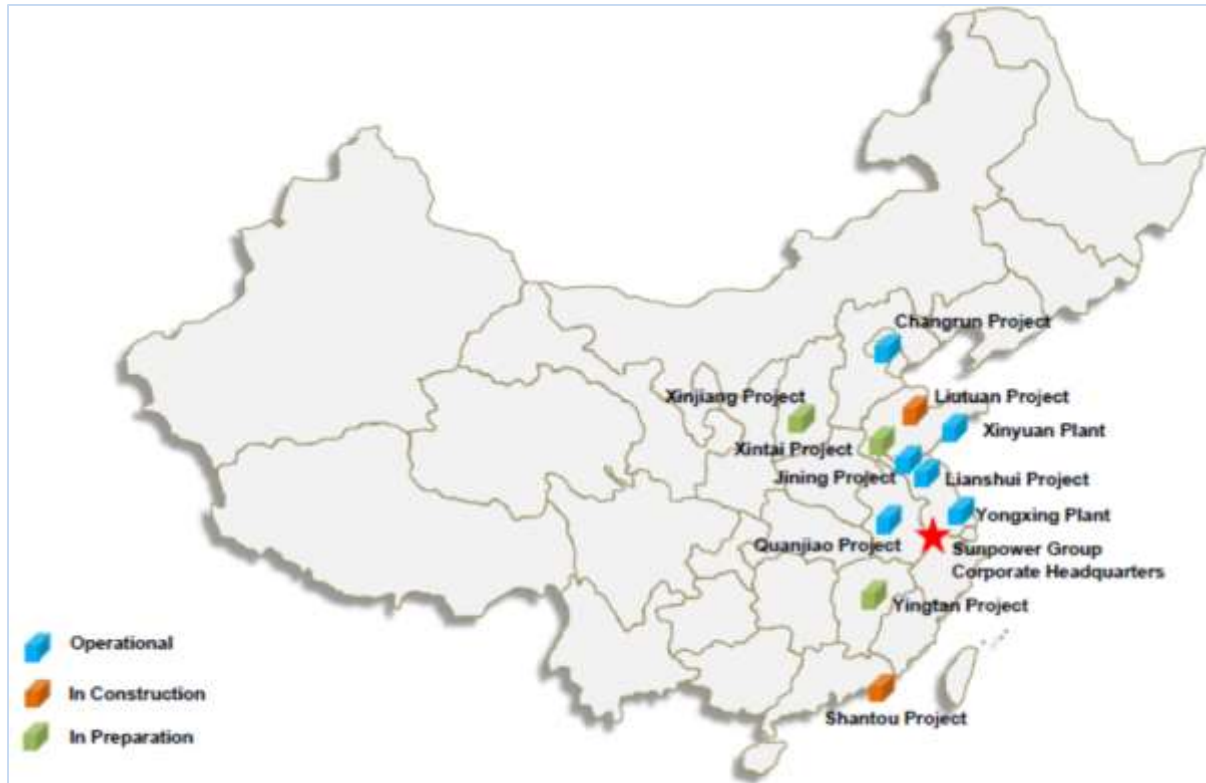 Changrun Project
Xinjiang Project
Liutuan Project
Xinyuan Plant
Xintai Project
Jining Project
Lianshui Project
Yongxing Plant
Quanjiao Project
Sunpower Group
Corporate Headquarters
Yingtan Project
Operational
In Construction
Shantou Project
In Preparation